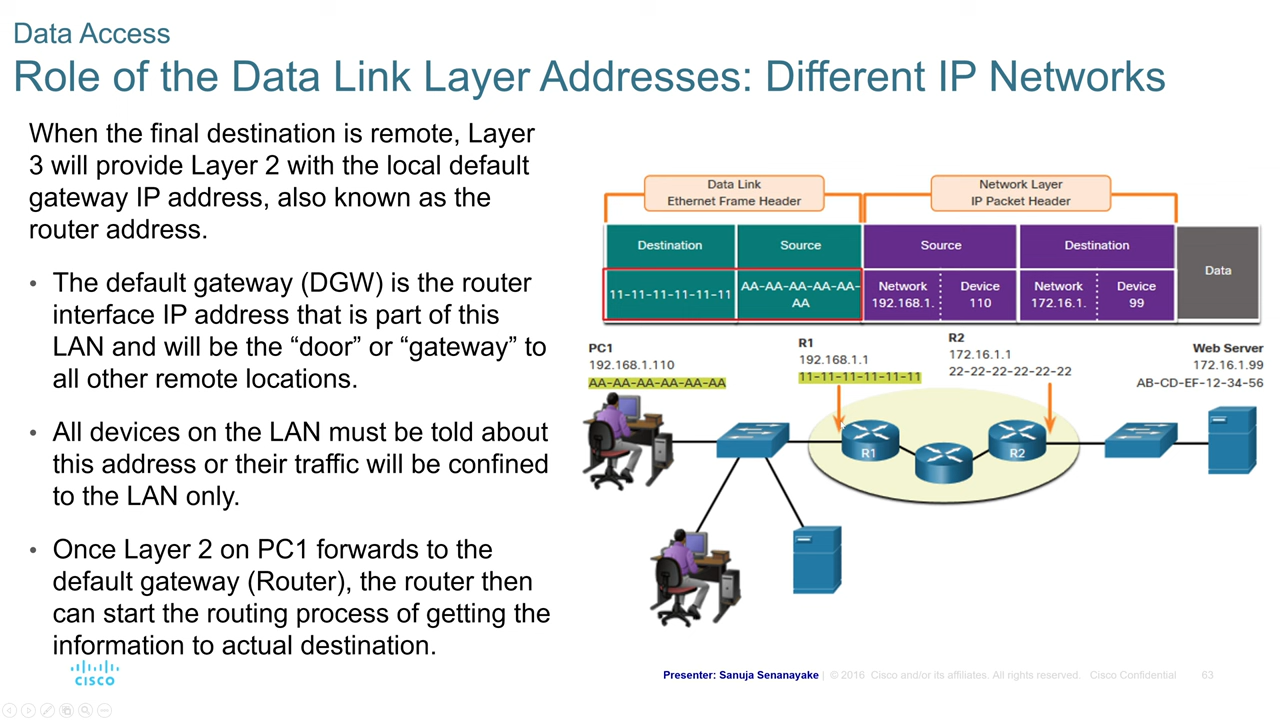 Data Access
Role of the Data Link Layer Addresses: Different IP Networks
When the final destination is remote, Layer
3 will provide Layer 2 with the local default
gateway IP address, also known as the
router address.
• The default gateway (DGW) is the router
interface IP address that is part of this
LAN and will be the “door” or “gateway” to
all other remote locations.
• All devices on the LAN must be told about
this address or their traffic will be confined
to the LAN only.
• Once Layer 2 on PC1 forwards to the
default gateway (Router), the router then
can start the routing process of getting the
information to actual destination.
Data Link
Ethernet Frame Header
Network Layer
IP Packet Header
Destination
Source
Source
Destination
Data
11-11-11-11-11-11
AA-AA-AA-AA-AA-
AA
Network
192.168.1.
Device
110
Network
172.16.1.
Device
99
PC1
192.168.1.110
AA-AA-AA-AA-AA-AA
R1
192.168.1.1
11-11-11-11-11-11
R2
172.16.1.1
22-22-22-22-22-22
Web Server
172.16.1.99
AB-CD-EF-12-34-56
R1
R2
CISCO
Presenter: Sanuja Senanayake | © 2016 Cisco and/or its affiliates. All rights reserved. Cisco Confidential 63